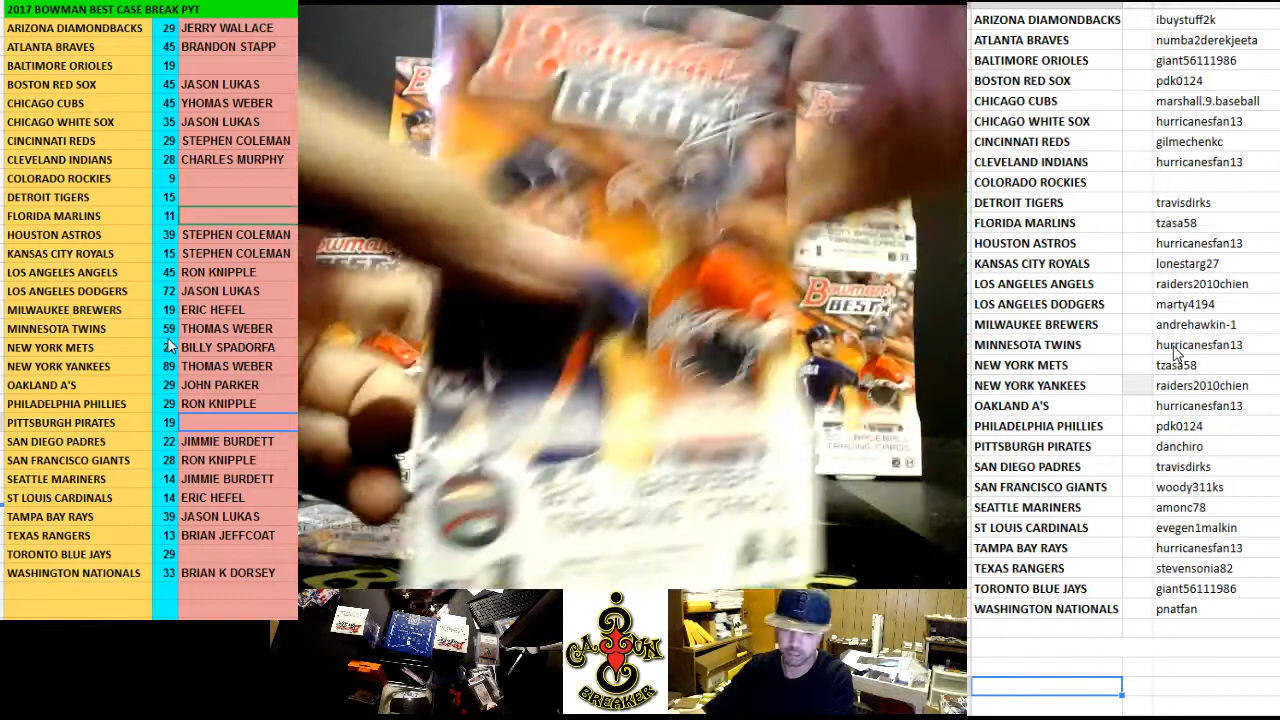 2017 BOWMAN BEST CASE BREAK PYT
ARIZONA DIAMONDBACKS 29 JERRY WALLACE
ATLANTA BRAVES 45 BRANDON STAPP
BALTIMORE ORIOLES 19
BOSTON RED SOX 45 JASON LUKAS
CHICAGO CUBS 45 YHOMAS WEBER
CHICAGO WHITE SOX 35 JASON LUKAS
CINCINNATI REDS 29 STEPHEN COLEMAN
CLEVELAND INDIANS 28 CHARLES MURPHY
COLORADO ROCKIES 9
DETROIT TIGERS 15
FLORIDA MARLINS 11
HOUSTON ASTROS 39 STEPHEN COLEMAN
KANSAS CITY ROYALS 15 STEPHEN COLEMAN
LOS ANGELES ANGELS 45 RON KNIPPLE
LOS ANGELES DODGERS 72 JASON LUKAS
MILWAUKEE BREWERS 19 ERIC HEFEL
MINNESOTA TWINS 59 THOMAS WEBER
NEW YORK METS BILLY SPADORFA
NEW YORK YANKEES 89 THOMAS WEBER
OAKLAND A'S 29 JOHN PARKER
PHILADELPHIA PHILLIES 29 RON KNIPPLE
PITTSBURGH PIRATES 19
SAN DIEGO PADRES 22 JIMMIE BURDETT
SAN FRANCISCO GIANTS 28 RON KNIPPLE
SEATTLE MARINERS 14 JIMMIE BURDETT
ST LOUIS CARDINALS 14 ERIC HEFEL
TAMPA BAY RAYS 39 JASON LUKAS
TEXAS RANGERS 13 BRIAN JEFFCOAT
TORONTO BLUE JAYS 29
WASHINGTON NATIONALS 33 BRIAN K DORSEY
Bowman
Bowman's
BEST
BASEBALL
TRADING CARDS
CAJUN
BREAKER
ARIZONA DIAMONDBACKS ibuystuff2k
ATLANTA BRAVES numba2derekjeeta
BALTIMORE ORIOLES giant56111986
BOSTON RED SOX pdk0124
CHICAGO CUBS marshall.9.baseball
CHICAGO WHITE SOX hurricanesfan13
CINCINNATI REDS gilmechenkc
CLEVELAND INDIANS hurricanesfan13
COLORADO ROCKIES
DETROIT TIGERS travisdirks
FLORIDA MARLINS tzasa58
HOUSTON ASTROS hurricanesfan13
KANSAS CITY ROYALS lonestarg27
LOS ANGELES ANGELS raiders2010chien
LOS ANGELES DODGERS marty4194
MILWAUKEE BREWERS andrehawkin-1
MINNESOTA TWINS hurricanesfan13
NEW YORK METS tzasa58
NEW YORK YANKEES raiders2010chien
OAKLAND A'S hurricanesfan13
PHILADELPHIA PHILLIES pdk0124
PITTSBURGH PIRATES danchiro
SAN DIEGO PADRES travisdirks
SAN FRANCISCO GIANTS woody311ks
SEATTLE MARINERS amonc78
ST LOUIS CARDINALS evegen1malkin
TAMPA BAY RAYS hurricanesfan13
TEXAS RANGERS stevensonia82
TORONTO BLUE JAYS giant56111986
WASHINGTON NATIONALS pnatfan